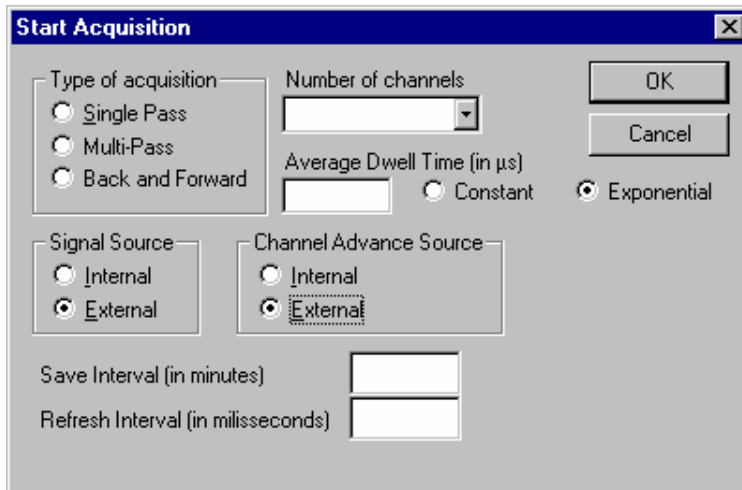 Start Acquisition
Type of acquisition
Single Pass
Multi-Pass
Back and Forward
Number of channels
OK
Cancel
Average Dwell Time (in µs)
Constant
Exponential
Signal Source
Internal
External
Channel Advance Source
Internal
External
Save Interval (in minutes)
Refresh Interval (in milisseconds)